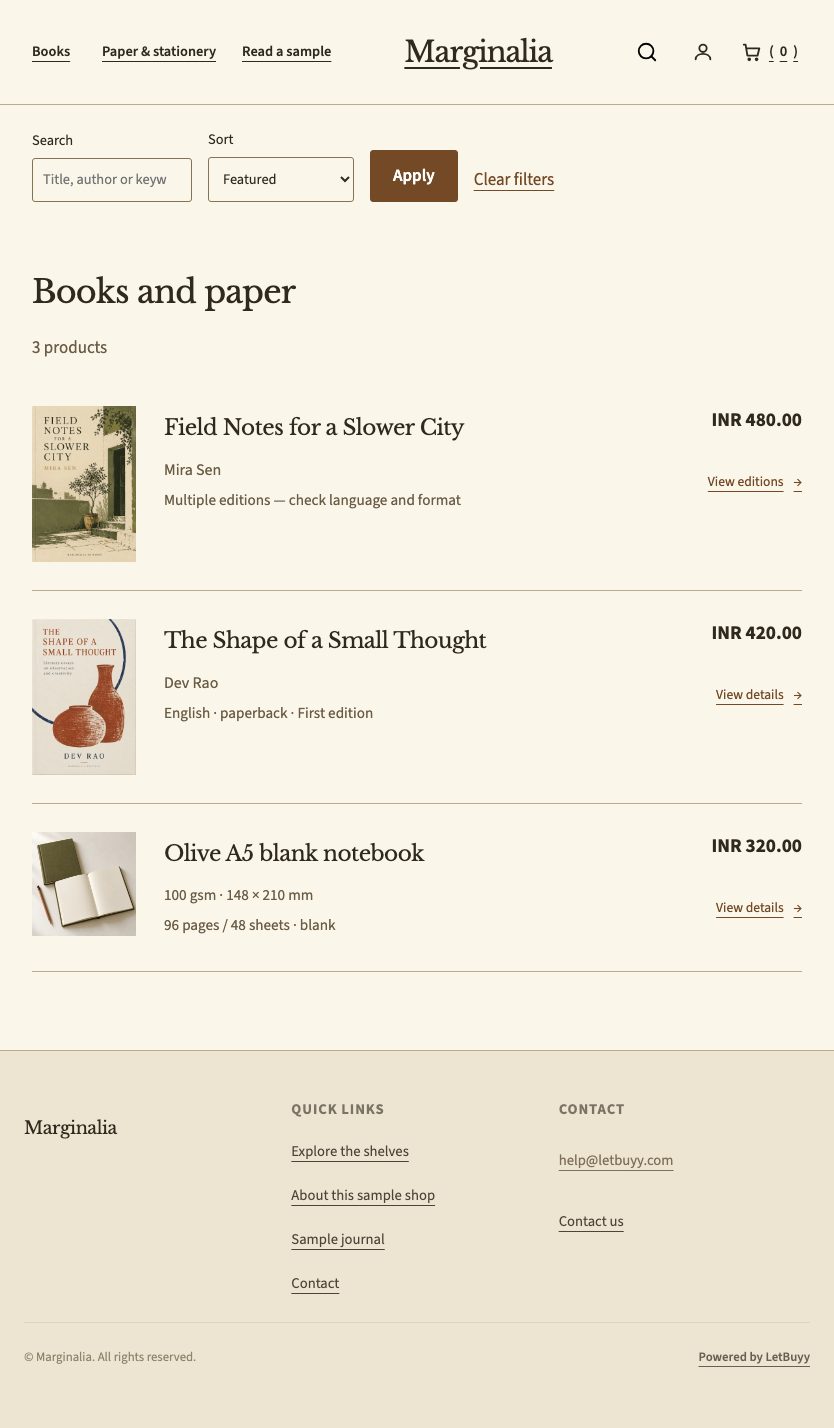 Books Paper & stationery Read a sample Marginalia ( 0 )
Search
Sort
Title, author or keyw
Featured
Apply
Clear filters
Books and paper
3 products
FIELD
NOTES
FOR A
SLOWER
CITY
MIRA SEN
Field Notes for a Slower City
INR 480.00
Mira Sen
View editions →
Multiple editions — check language and format
THE
SHAPE OF A
SMALL THOUGHT
Literary essays
on observation
and creativity
DEV RAO
The Shape of a Small Thought
INR 420.00
Dev Rao
View details →
English · paperback · First edition
Olive A5 blank notebook
INR 320.00
100 gsm · 148 × 210 mm
View details →
96 pages / 48 sheets · blank
Marginalia
QUICK LINKS
Explore the shelves
About this sample shop
Sample journal
Contact
CONTACT
help@letbuyy.com
Contact us
© Marginalia. All rights reserved.
Powered by LetBuyy